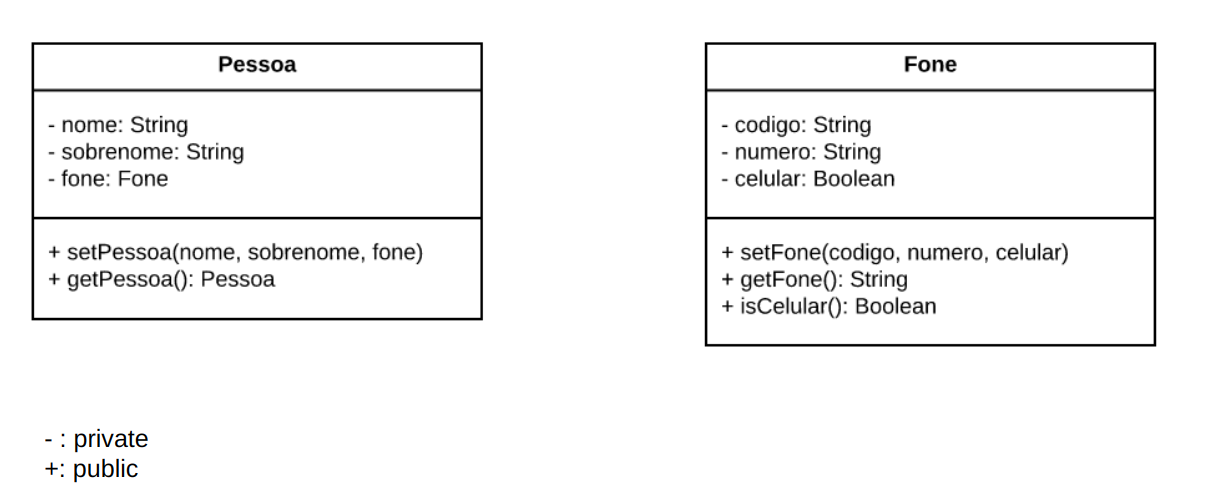 Pessoa
- nome: String
- sobrenome: String
- fone: Fone
+ setPessoa(nome, sobrenome, fone)
+ getPessoa(): Pessoa
Fone
- codigo: String
- numero: String
- celular: Boolean
+ setFone(codigo, numero, celular)
+ getFone(): String
+ isCelular(): Boolean
- : private
+: public